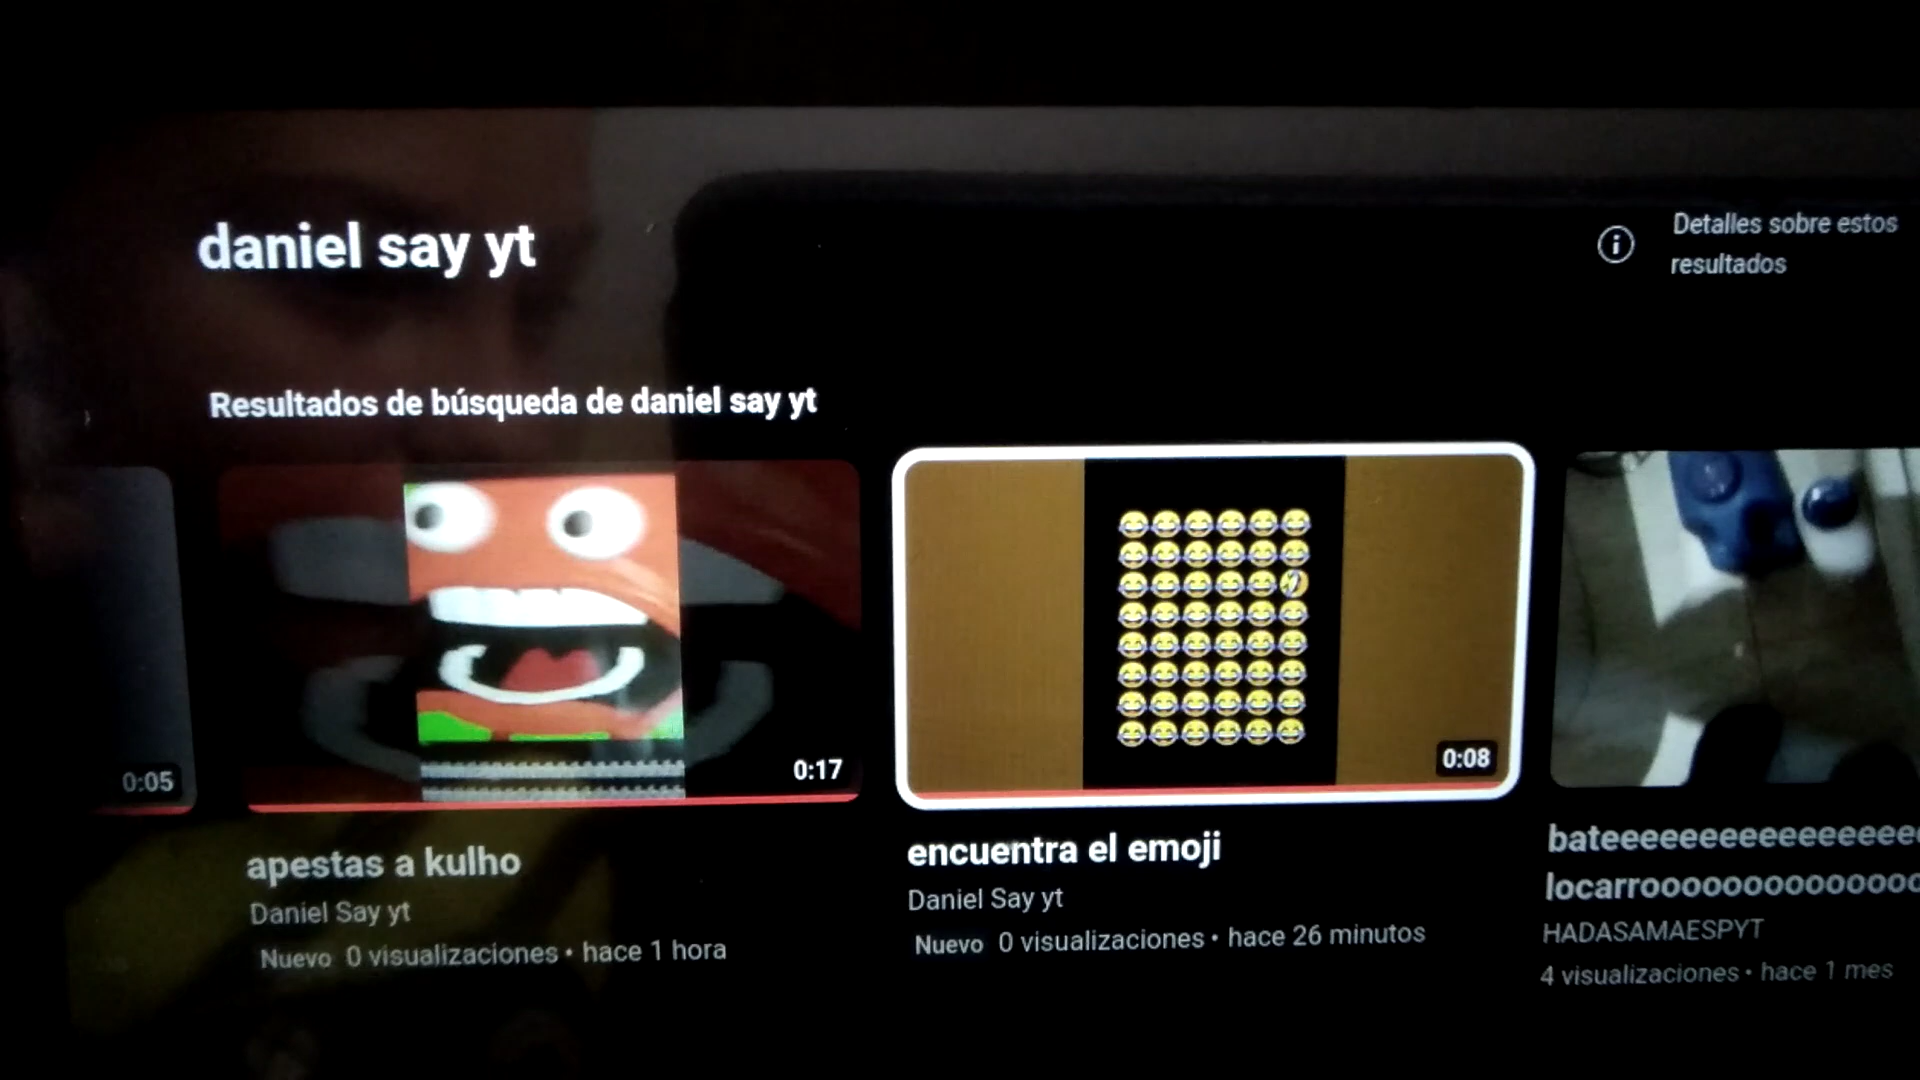 daniel say yt
Detalles sobre estos
resultados
Resultados de búsqueda de daniel say yt
0:05
0:17
0:08
apestas a kulho
Daniel Say yt
Nuevo 0 visualizaciones • hace 1 hora
encuentra el emoji
Daniel Say yt
Nuevo 0 visualizaciones • hace 26 minutos
HADASAMAESPYT
4 visualizaciones • hace 1 mes